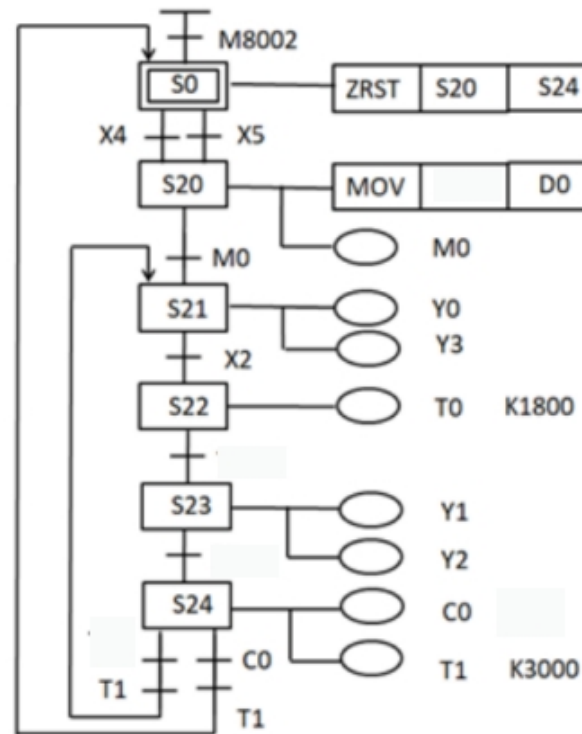 M8002
S0 ZRST S20 S24
X4 X5
S20 MOV D0
M0
M0
S21 Y0
Y3
X2
S22 T0 K1800
S23 Y1
Y2
S24 C0
C0
T1 T1 K3000
T1